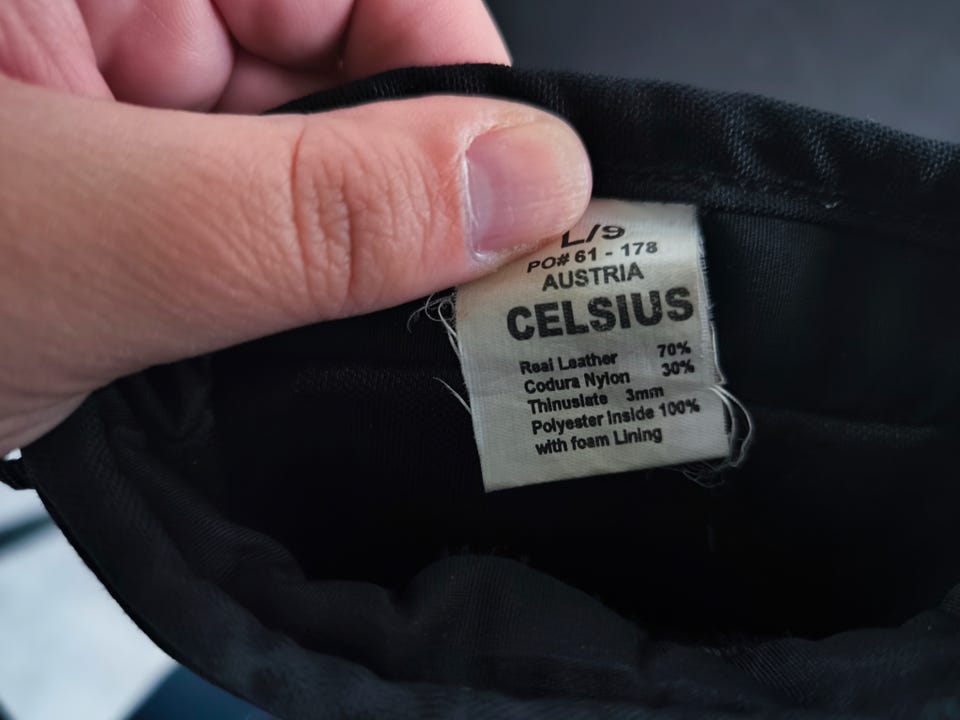 L/9
PO# 61 - 178
AUSTRIA
CELSIUS
Real Leather 70%
Codura Nylon 30%
Thinuslate 3mm
Polyester Inside 100%
with foam Lining